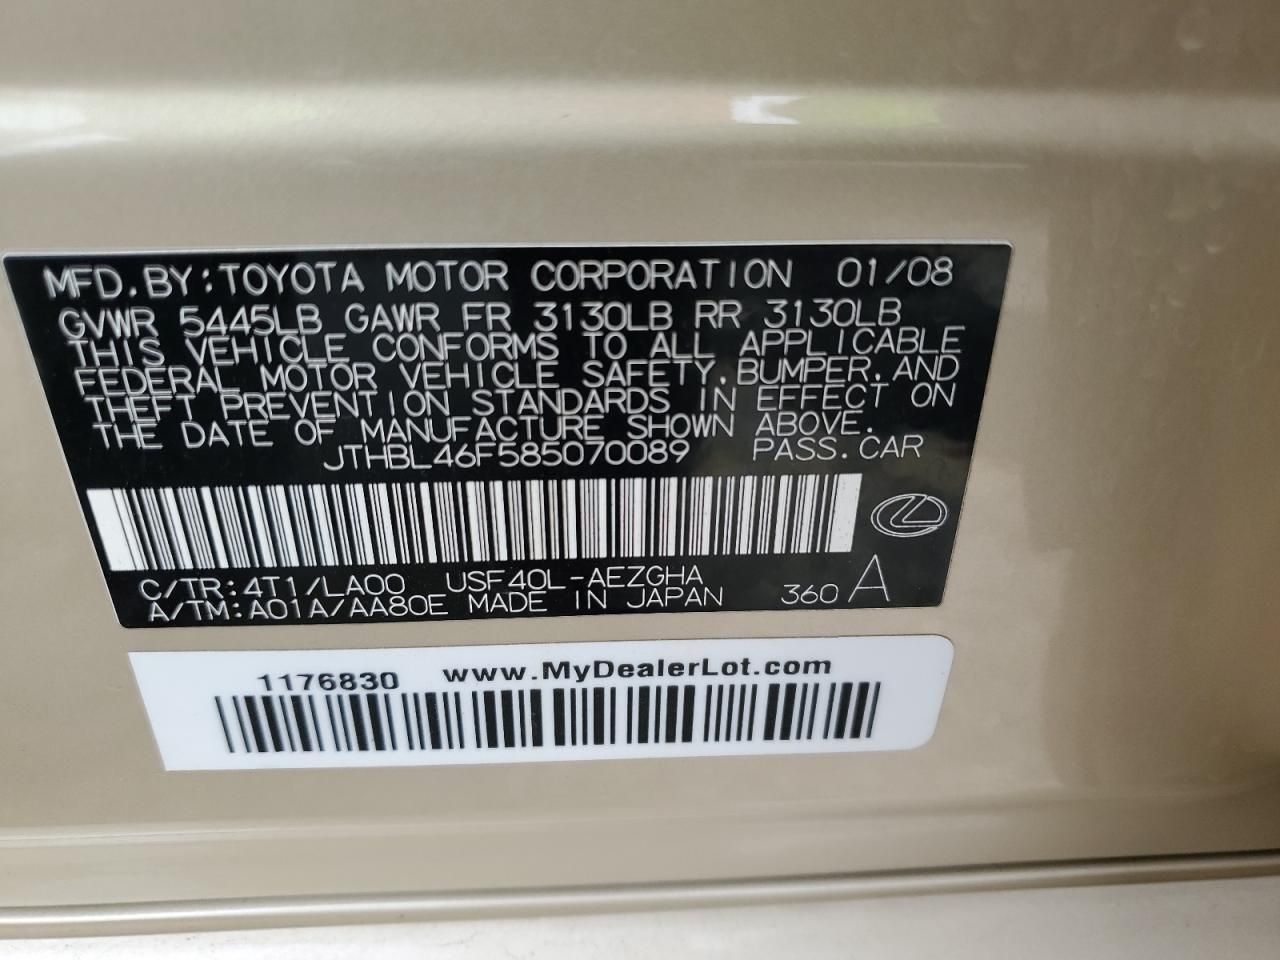 MFD.BY:TOYOTA MOTOR CORPORATION 01/08
GVWR 5445LB GAWR FR 3130LB RR 3130LB
THIS VEHICLE CONFORMS TO ALL APPLICABLE
FEDERAL MOTOR VEHICLE SAFETY,BUMPER,AND
THEFT PREVENTION STANDARDS IN EFFECT ON
THE DATE OF MANUFACTURE SHOWN ABOVE.
JTHBL46F585070089 PASS.CAR
C/TR:4T1/LA00 USF40L-AEZGHA
A/TM:A01A/AA80E MADE IN JAPAN 360 A
1176830 www.MyDealerLot.com